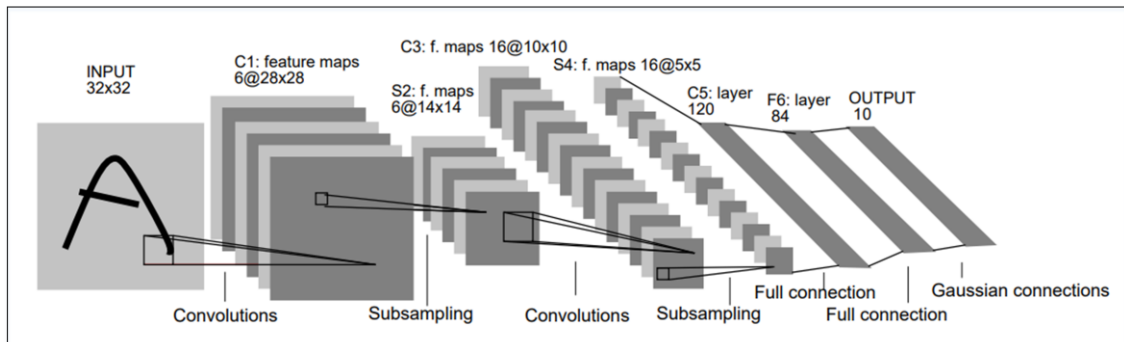 INPUT
32x32
C1: feature maps
6@28x28
S2: f. maps
6@14x14
C3: f. maps 16@10x10
S4: f. maps 16@5x5
C5: layer
120
F6: layer
84
OUTPUT
10
A
Convolutions
Subsampling
Convolutions
Subsampling
Full connection
Full connection
Gaussian connections